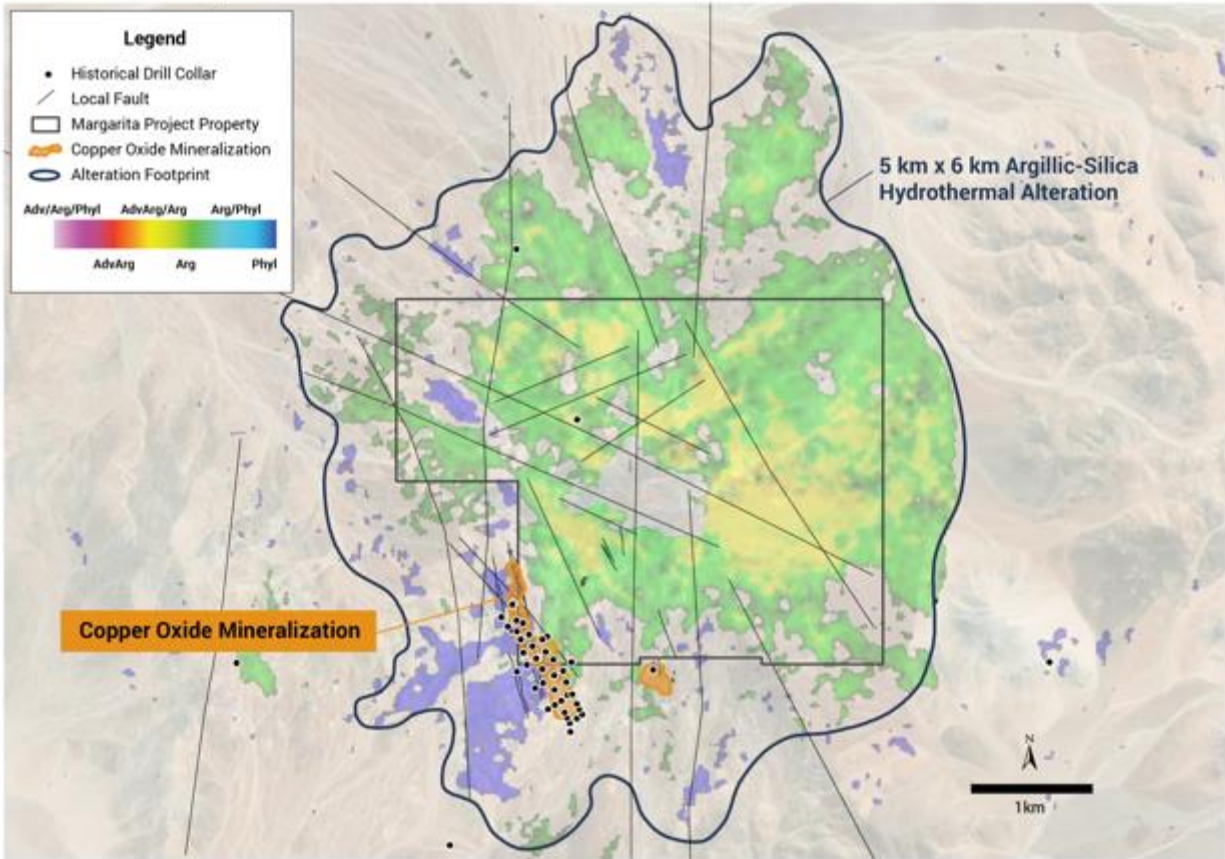 Legend
Historical Drill Collar
Local Fault
Margarita Project Property
Copper Oxide Mineralization
Alteration Footprint
Adv/Arg/Phyl AdvArg/Arg Arg/Phyl
AdvArg Arg Phyl
5 km x 6 km Argillic-Silica
Hydrothermal Alteration
Copper Oxide Mineralization
N
1km